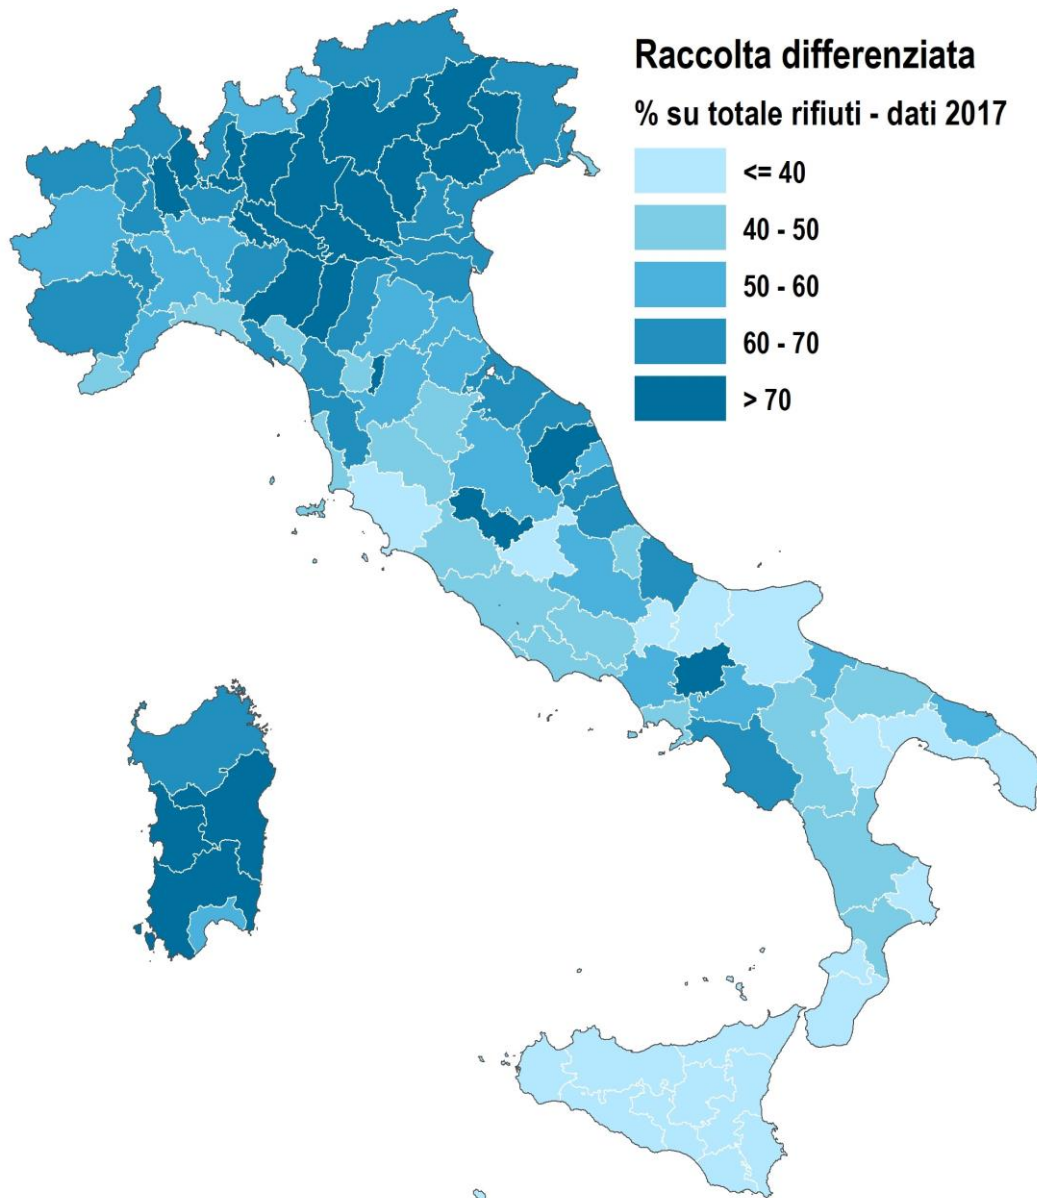 Raccolta differenziata
% su totale rifiuti - dati 2017
<= 40
40 - 50
50 - 60
60 - 70
> 70